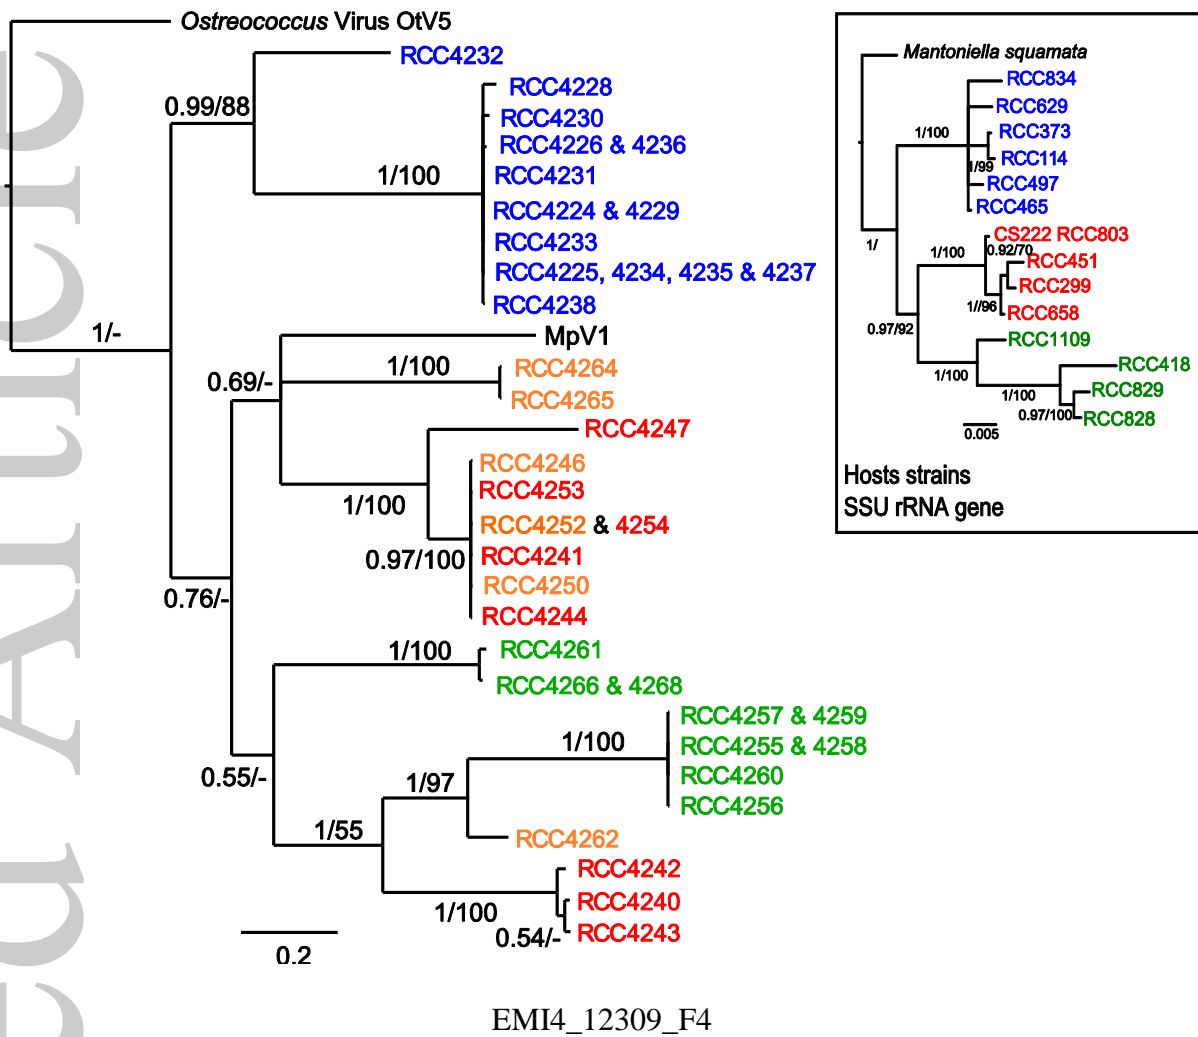 Ostreococcus Virus OtV5
RCC4232
0.99/88
RCC4228
RCC4230
RCC4226 & 4236
1/100
RCC4231
RCC4224 & 4229
RCC4233
RCC4225, 4234, 4235 & 4237
RCC4238
1/-
MpV1
0.69/-
1/100
RCC4264
RCC4265
RCC4247
1/100
RCC4246
RCC4253
RCC4252 & 4254
0.97/100
RCC4241
RCC4250
RCC4244
0.76/-
1/100
RCC4261
RCC4266 & 4268
0.55/-
1/100
RCC4257 & 4259
RCC4255 & 4258
RCC4260
RCC4256
1/97
1/55
RCC4262
RCC4242
1/100
RCC4240
0.54/-
RCC4243
0.2
Mantoniella squamata
RCC834
RCC629
1/100
RCC373
1/99
RCC114
RCC497
RCC465
1/
CS222 RCC803
1/100
0.92/70
RCC451
RCC299
1//96
RCC658
0.97/92
RCC1109
1/100
RCC418
1/100
RCC829
0.97/100
RCC828
0.005
Hosts strains
SSU rRNA gene
ed Article
EMI4_12309_F4